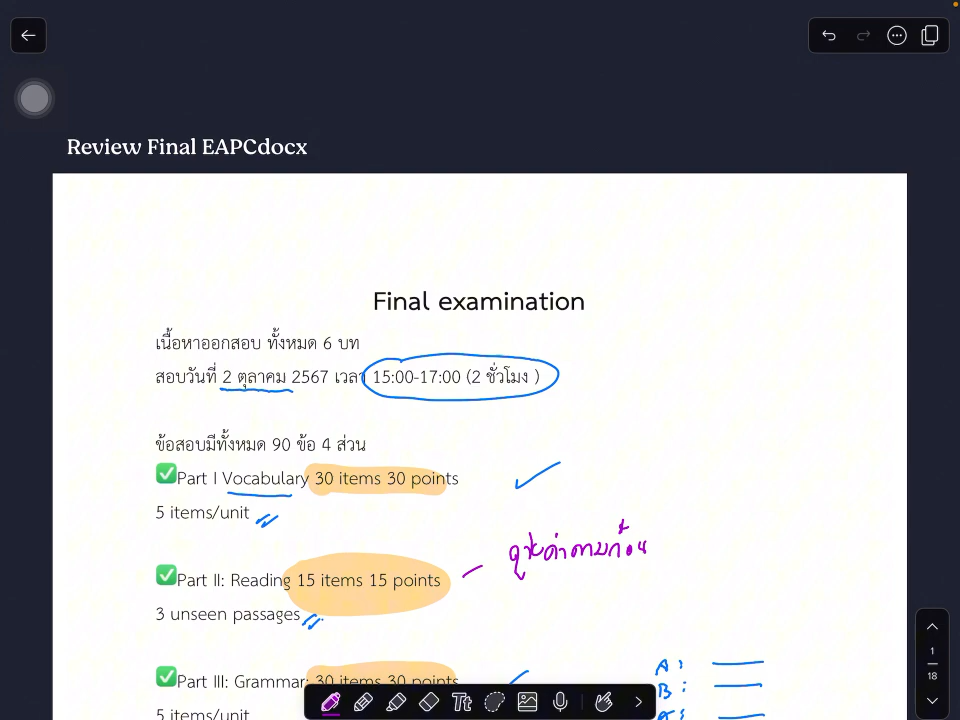 Review Final EAPCdocx
Final examination
เนื้อหาออกสอบ ทั้งหมด 6 บท
สอบวันที่ 2 ตุลาคม 2567 เวลา 15:00-17:00 (2 ชั่วโมง )
ข้อสอบมีทั้งหมด 90 ข้อ 4 ส่วน
✅Part I Vocabulary 30 items 30 points
5 items/unit
ดูที่คำถามก่อน
✅Part II: Reading 15 items 15 points
3 unseen passages
A:
✅Part III: Grammar: 30 items 30 points
B:
A:
5 items/unit
Tt
1
18